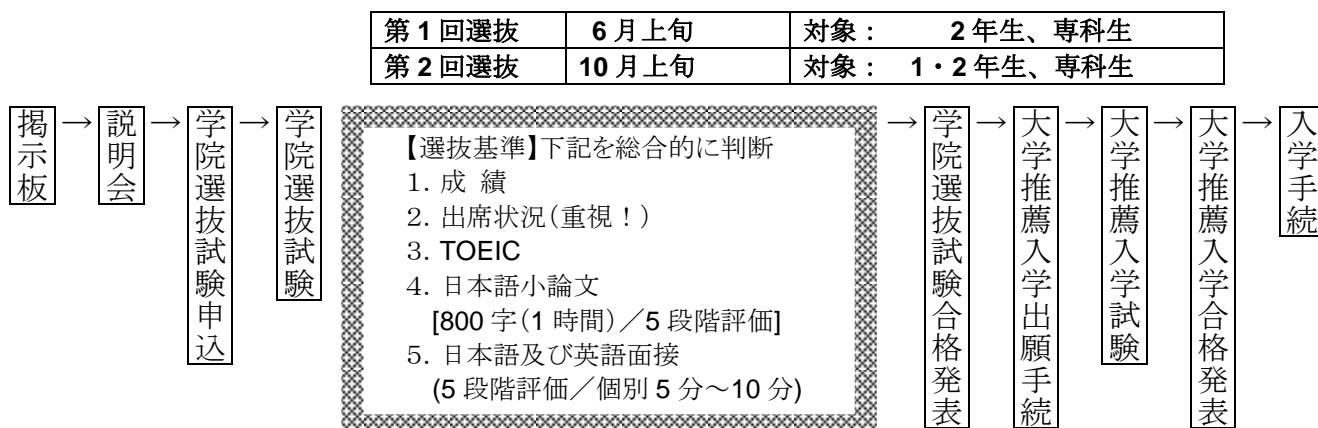 第1回選抜 6月上旬 対象： 2年生、専科生
第2回選抜 10月上旬 対象： 1・2年生、専科生
掲示板
→
説明会
→
学院選抜試験申込
→
学院選抜試験
【選抜基準】下記を総合的に判断
1. 成 績
2. 出席状況(重視！)
3. TOEIC
4. 日本語小論文
[800字(1時間)／5段階評価]
5. 日本語及び英語面接
(5段階評価／個別5分～10分)
→
学院選抜試験合格発表
→
大学推薦入学出願手続
→
大学推薦入学試験
→
大学推薦入学合格発表
→
入学手続